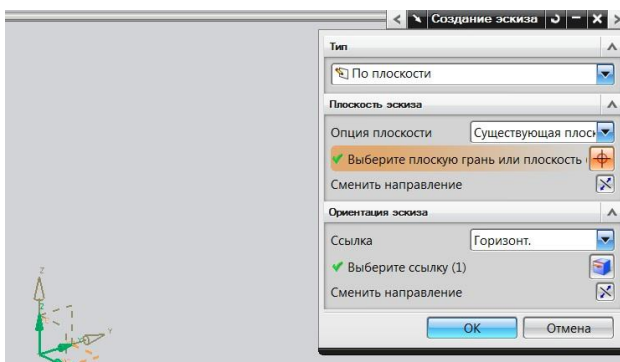 Создание эскиза
Тип
По плоскости
Плоскость эскиза
Опция плоскости Существующая плоск
Выберите плоскую грань или плоскость (
Сменить направление
Ориентация эскиза
Ссылка Горизонт.
Выберите ссылку (1)
Сменить направление
OK Отмена
Z
Y